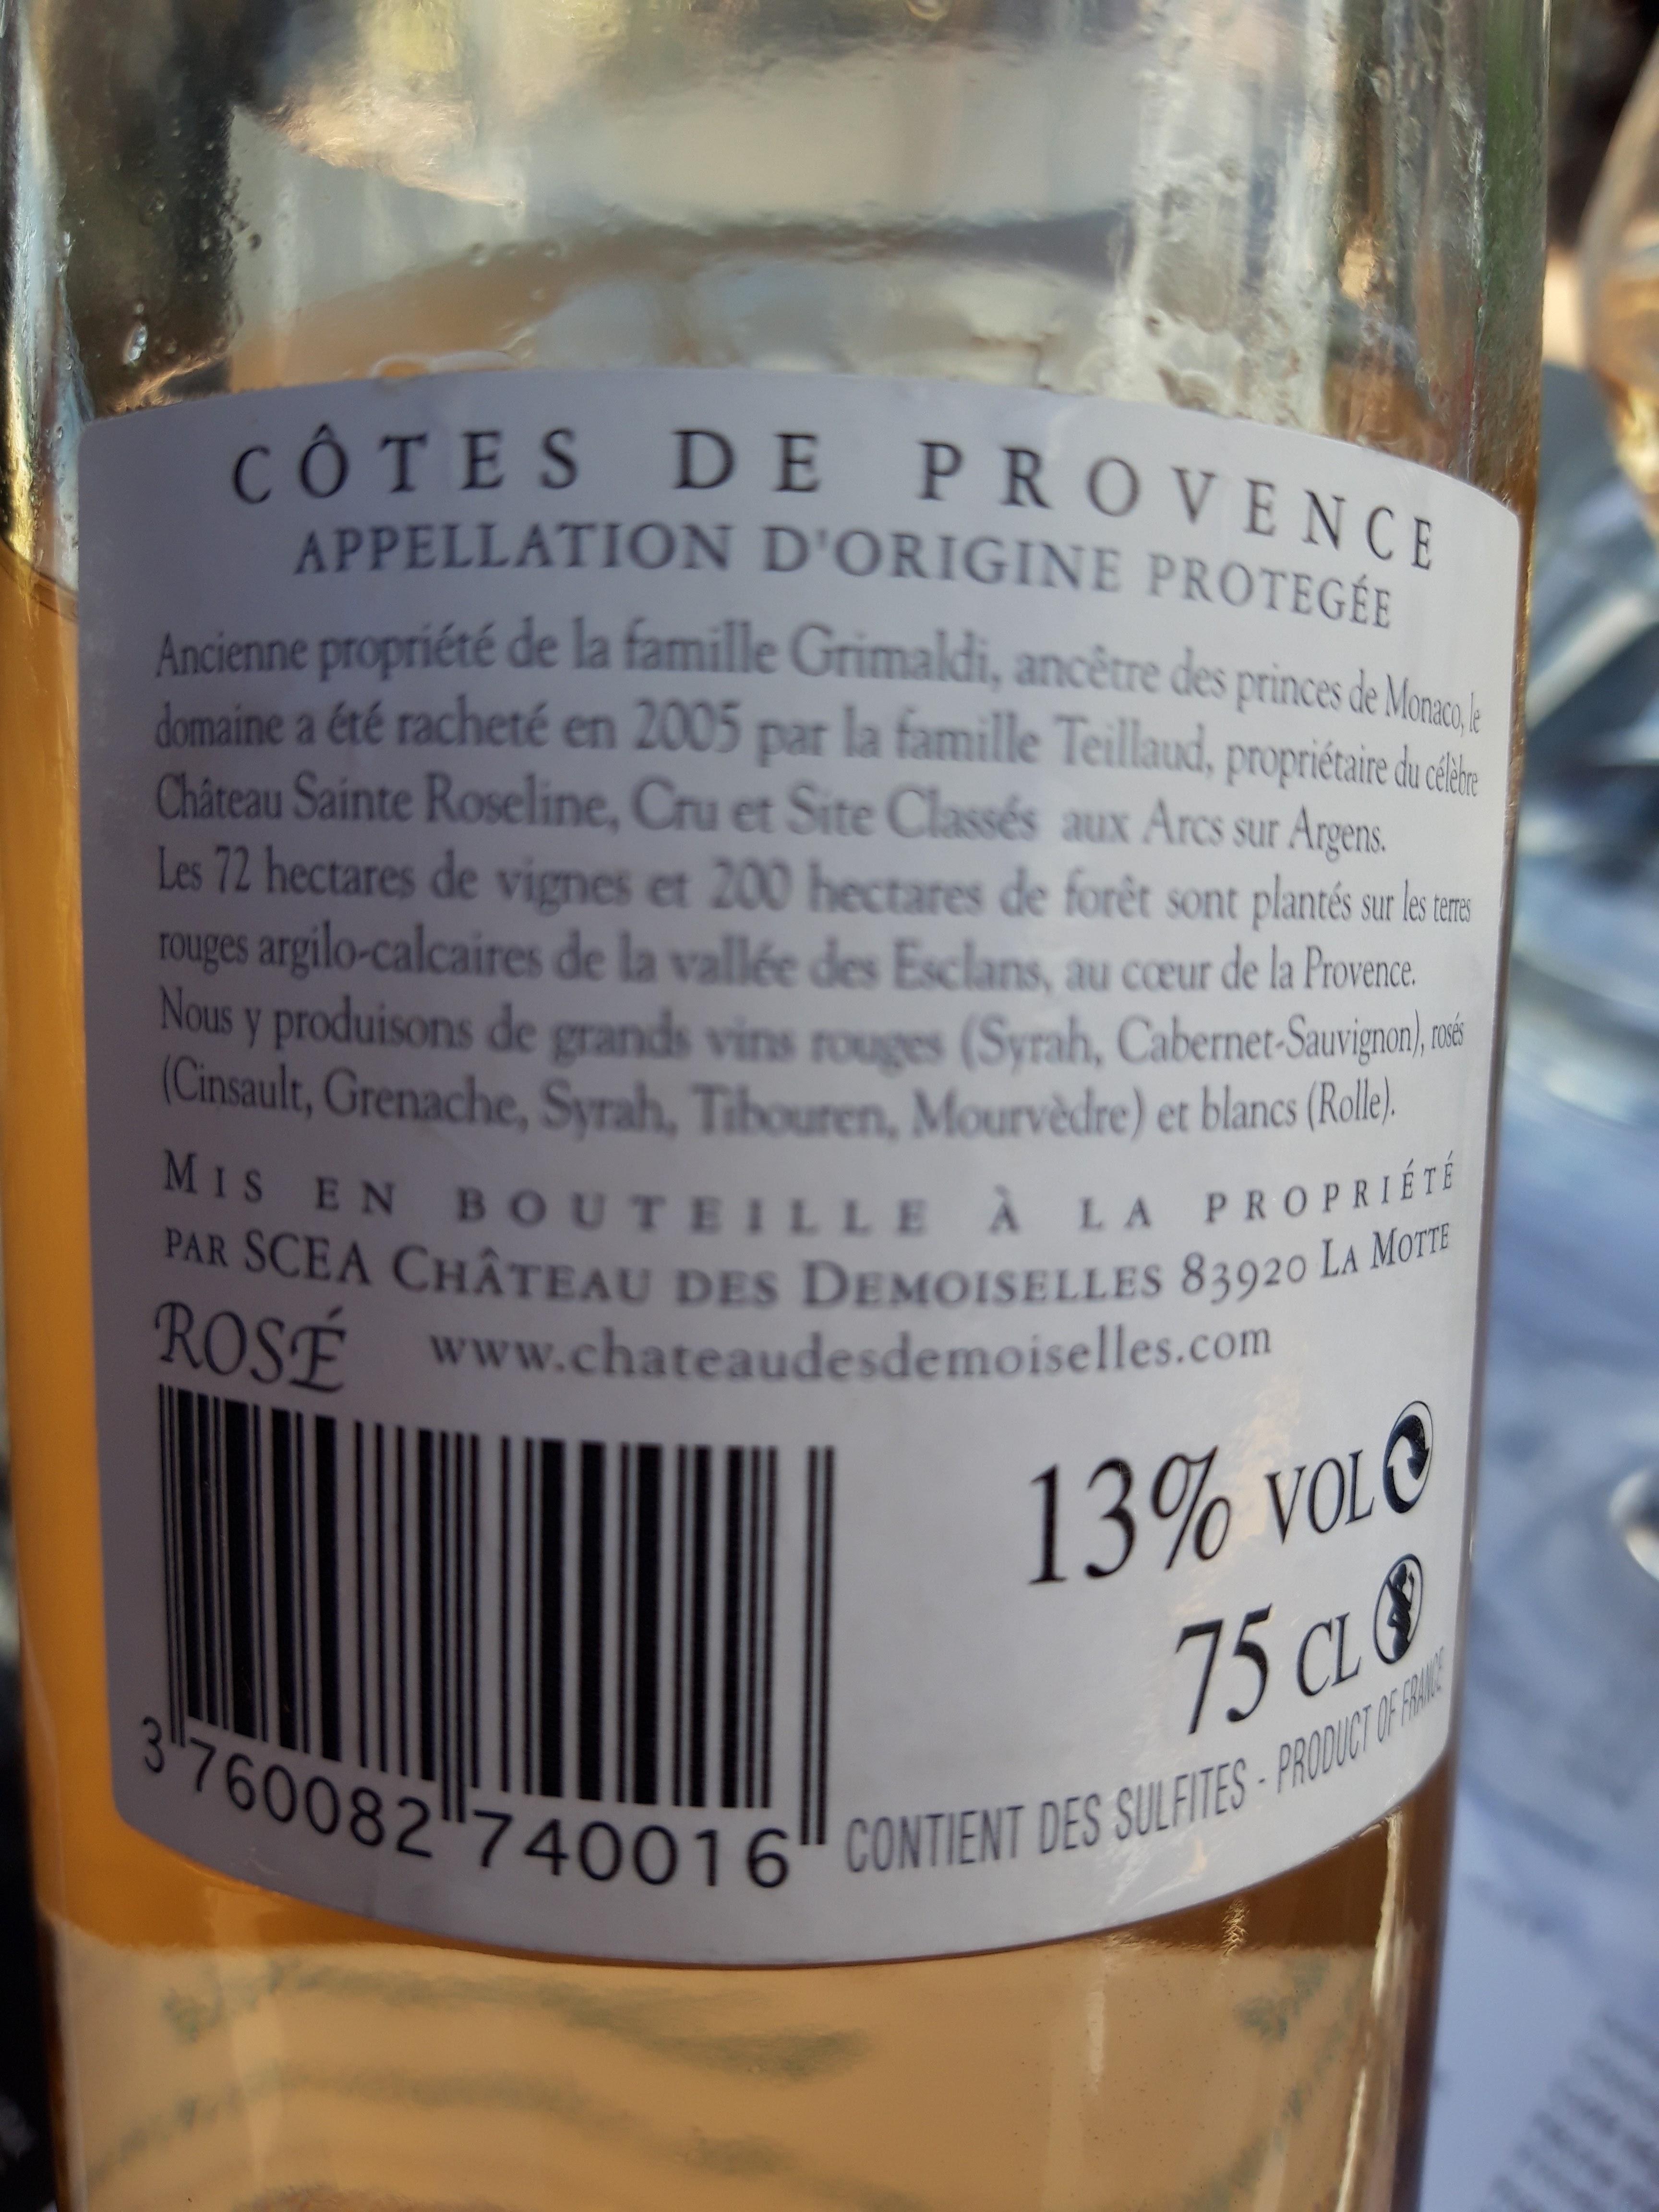 CÔTES DE PROVENCE
APPELLATION D'ORIGINE PROTEGÉE
Ancienne propriété de la famille Grimaldi, ancêtre des princes de Monaco, le
domaine a été racheté en 2005 par la famille Teillaud, propriétaire du célèbre
Château Sainte Roseline, Cru et Site Classés aux Arcs sur Argens.
Les 72 hectares de vignes et 200 hectares de forêt sont plantés sur les terres
rouges argilo-calcaires de la vallée des Esclans, au cœur de la Provence.
Nous y produisons de grands vins rouges (Syrah, Cabernet-Sauvignon), rosés
(Cinsault, Grenache, Syrah, Tibouren, Mourvèdre) et blancs (Rolle).
MIS EN BOUTEILLE À LA PROPRIÉTÉ
PAR SCEA CHÂTEAU DES DEMOISELLES 83920 LA MOTTE
ROSÉ www.chateaudesdemoiselles.com
13% VOL
75 CL
CONTIENT DES SULFITES - PRODUCT OF FRANCE
3 760082 740016